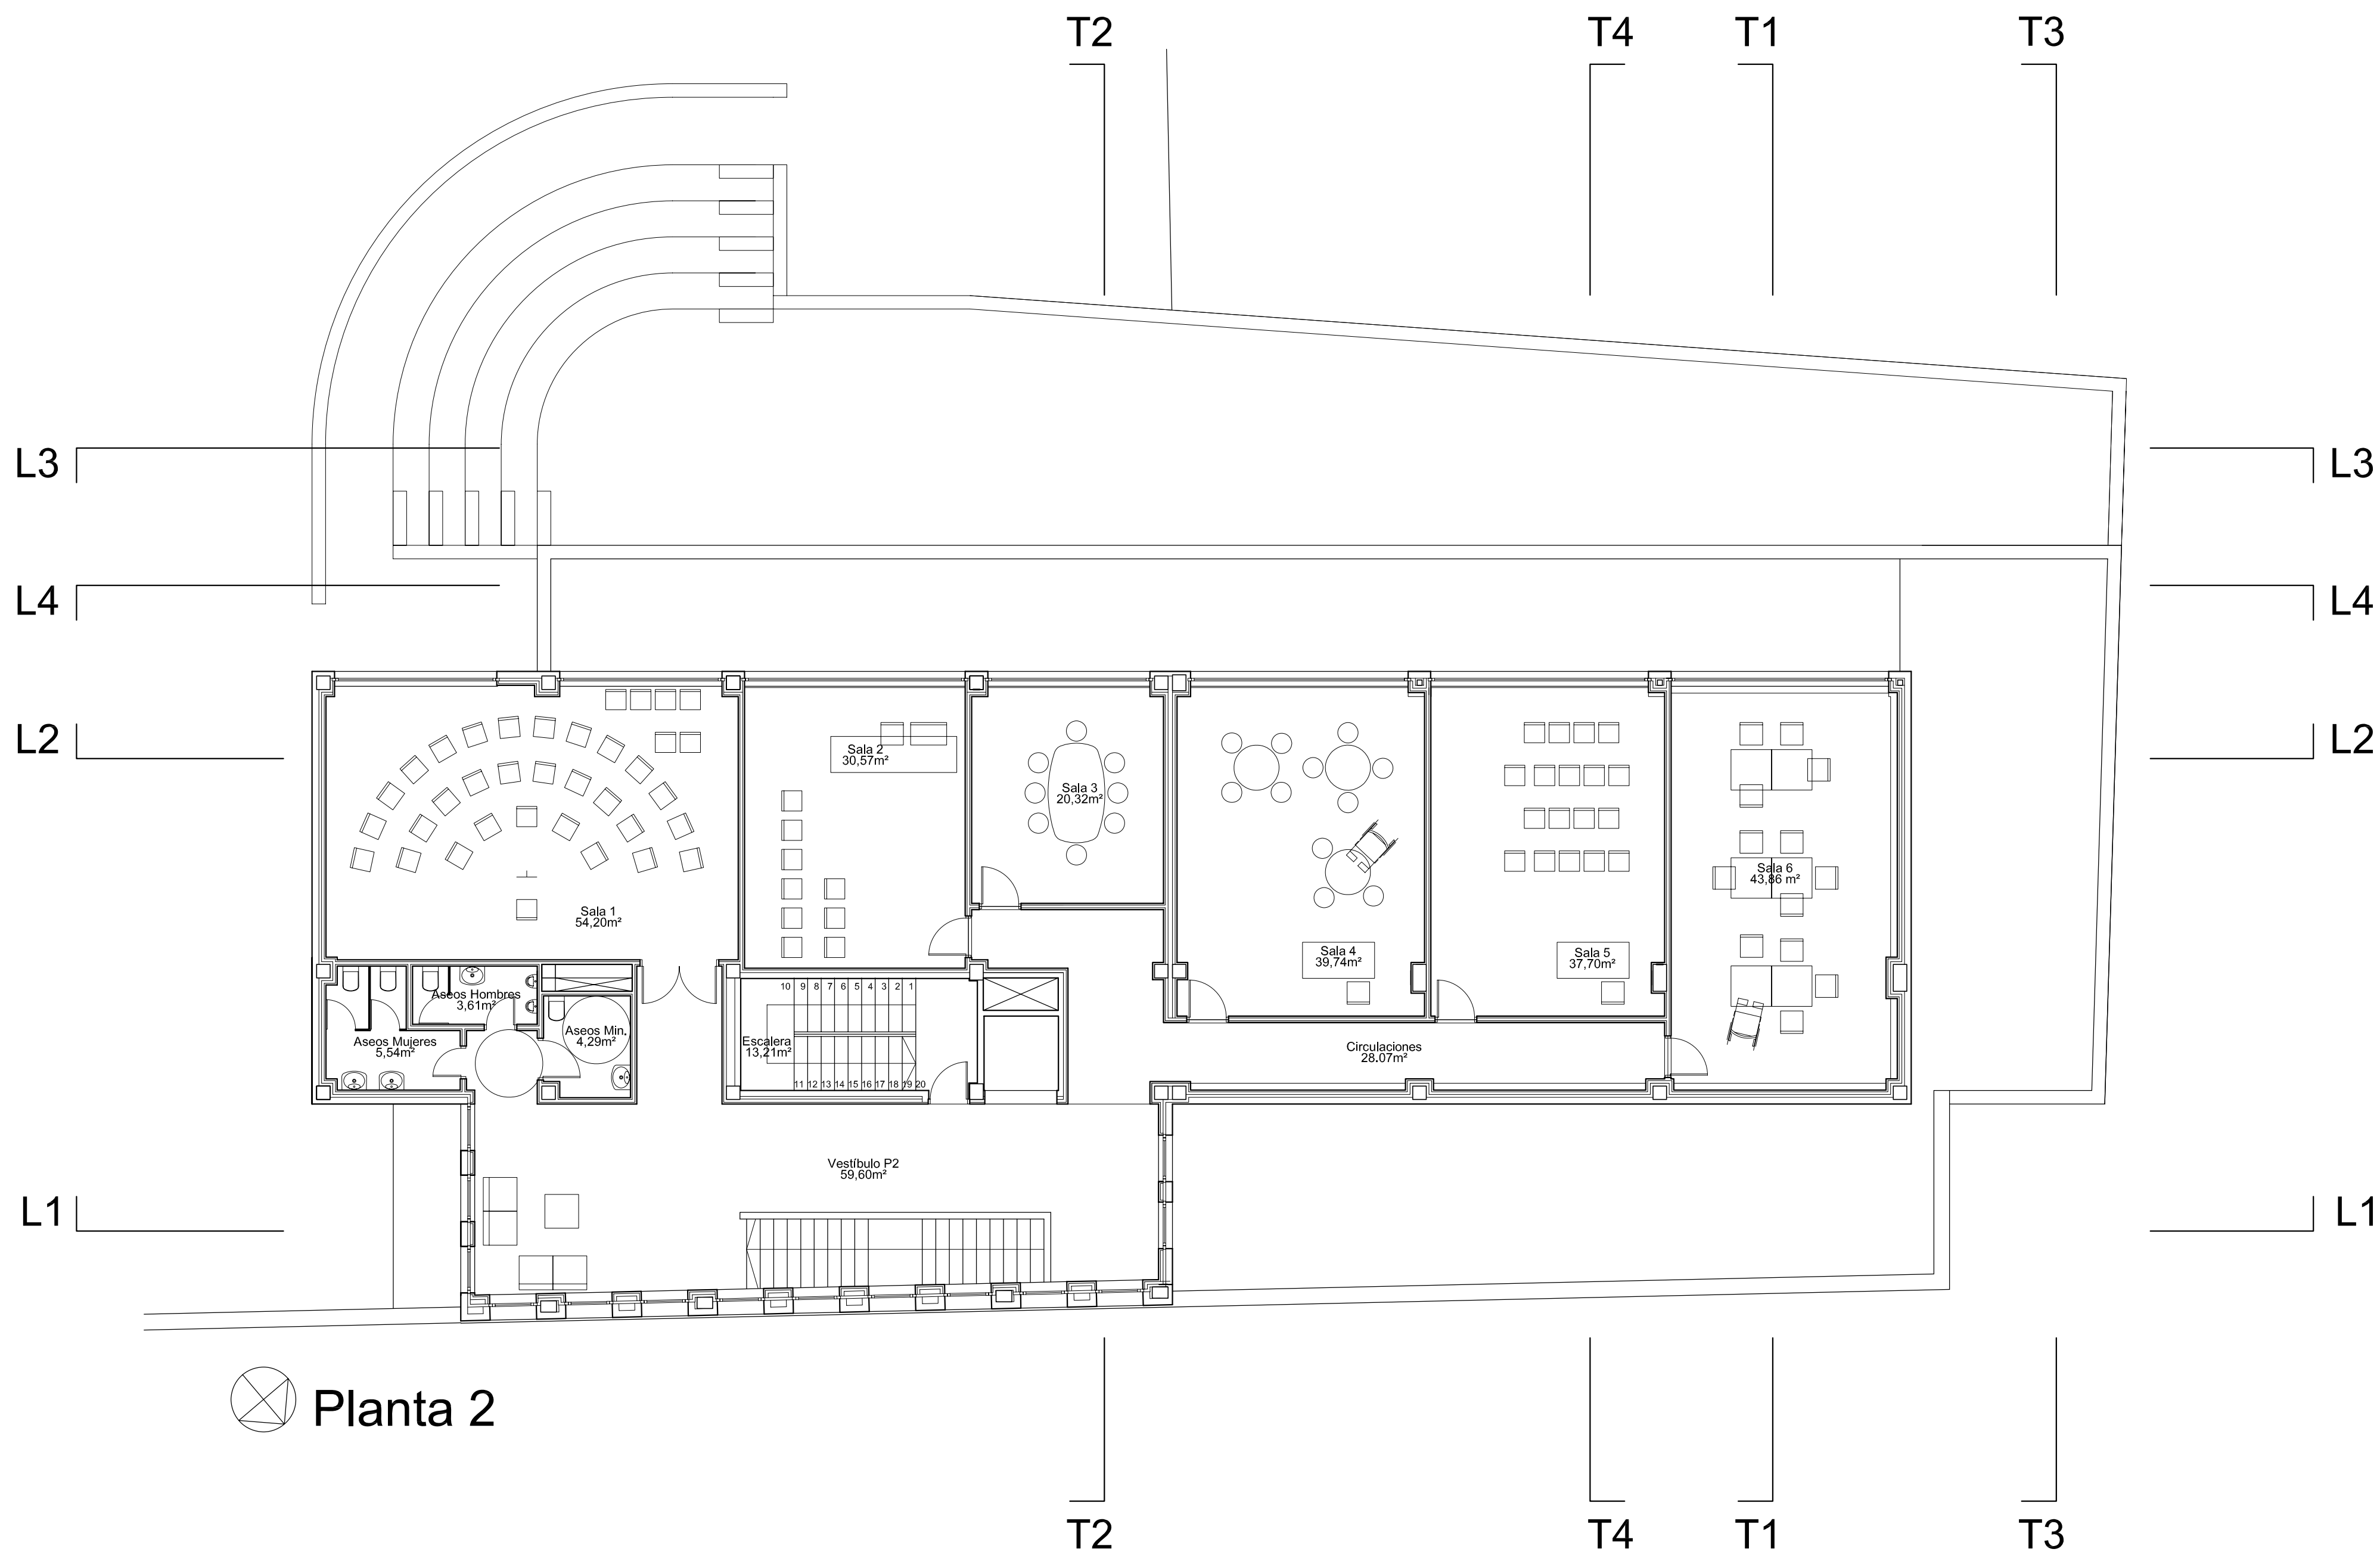 T2
T4
T1
T3
L3
L3
L4
L4
L2
L2
Sala 2
30,57m²
Sala 3
20,32m²
Sala 6
43,86 m²
Sala 1
54,20m²
Sala 4
39,74m²
Sala 5
37,70m²
10 9 8 7 6 5 4 3 2 1
Aseos Hombres
3,61m²
Aseos Min.
4,29m²
Aseos Mujeres
5,54m²
Escalera
13,21m²
Circulaciones
28.07m²
11 12 13 14 15 16 17 18 19 20
Vestíbulo P2
59,60m²
L1
L1
Planta 2
T2
T4
T1
T3